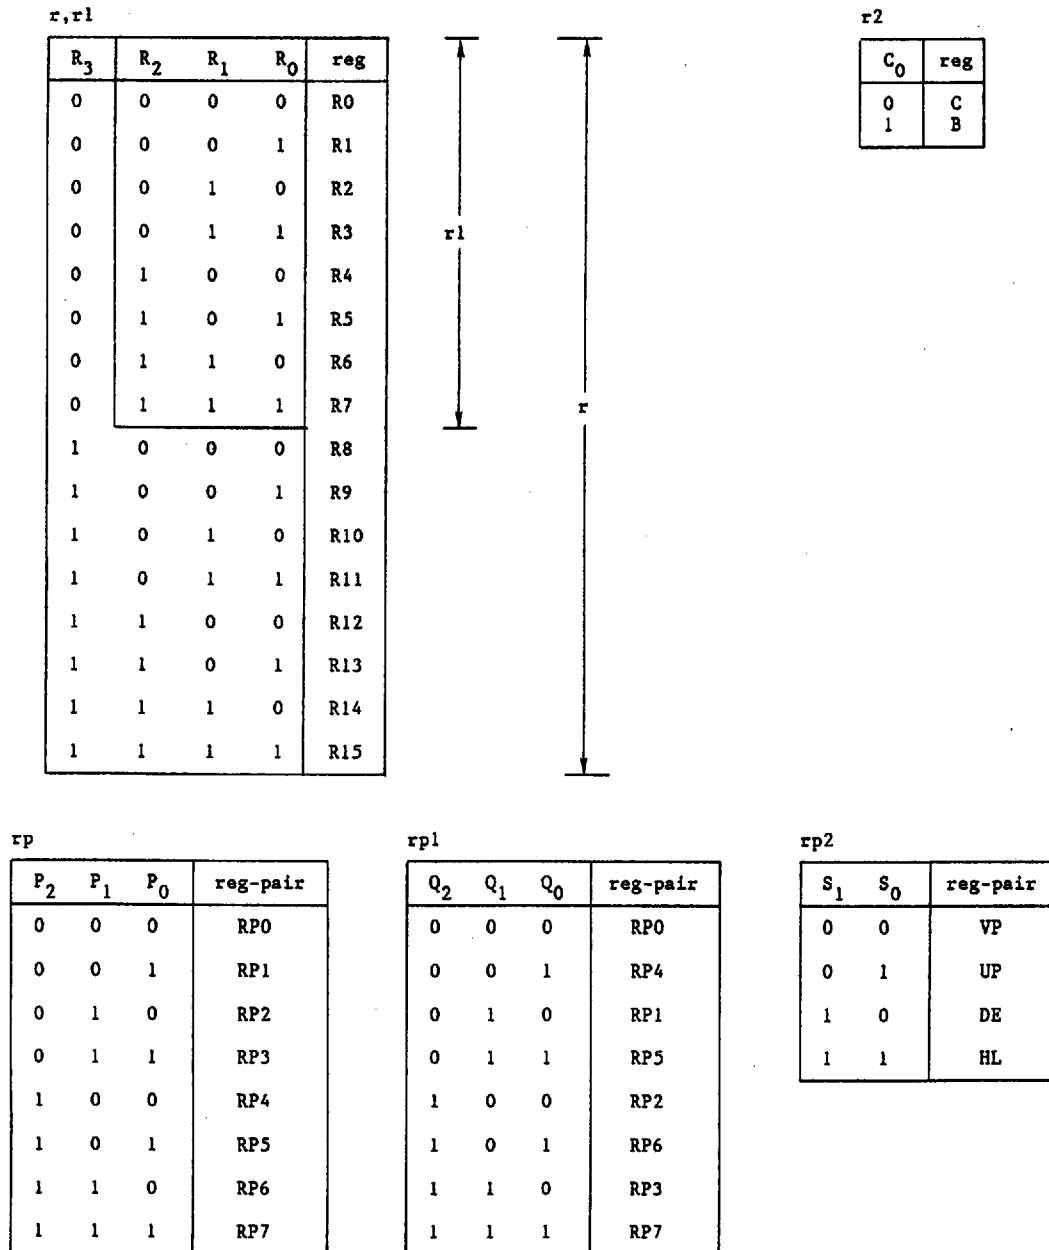 r,r1
r2
R3 R2 R1 R0 reg
C0 reg
0 0 0 0 R0
0 C
1 B
0 0 0 1 R1
0 0 1 0 R2
0 0 1 1 R3
r1
0 1 0 0 R4
0 1 0 1 R5
0 1 1 0 R6
0 1 1 1 R7
r
1 0 0 0 R8
1 0 0 1 R9
1 0 1 0 R10
1 0 1 1 R11
1 1 0 0 R12
1 1 0 1 R13
1 1 1 0 R14
1 1 1 1 R15
rp
P2 P1 P0 reg-pair
0 0 0 RP0
0 0 1 RP1
0 1 0 RP2
0 1 1 RP3
1 0 0 RP4
1 0 1 RP5
1 1 0 RP6
1 1 1 RP7
rp1
Q2 Q1 Q0 reg-pair
0 0 0 RP0
0 0 1 RP4
0 1 0 RP1
0 1 1 RP5
1 0 0 RP2
1 0 1 RP6
1 1 0 RP3
1 1 1 RP7
rp2
S1 S0 reg-pair
0 0 VP
0 1 UP
1 0 DE
1 1 HL